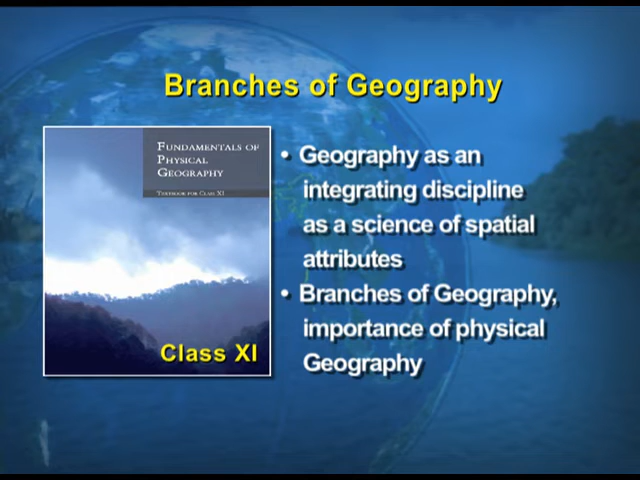 Branches of Geography
FUNDAMENTALS OF
PHYSICAL
GEOGRAPHY
TEXTBOOK FOR CLASS XI
Class XI
• Geography as an
integrating discipline
as a science of spatial
attributes
• Branches of Geography,
importance of physical
Geography